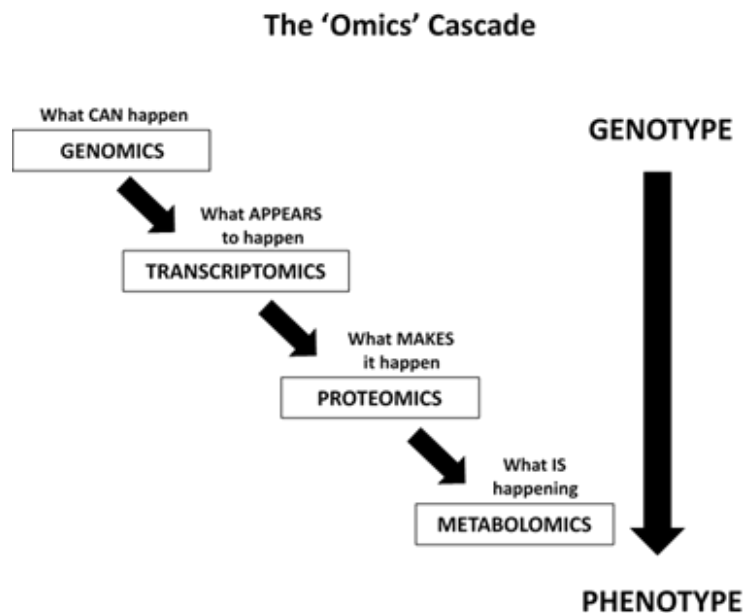 The ‘Omics’ Cascade
What CAN happen
GENOMICS
GENOTYPE
What APPEARS
to happen
TRANSCRIPTOMICS
What MAKES
it happen
PROTEOMICS
What IS
happening
METABOLOMICS
PHENOTYPE